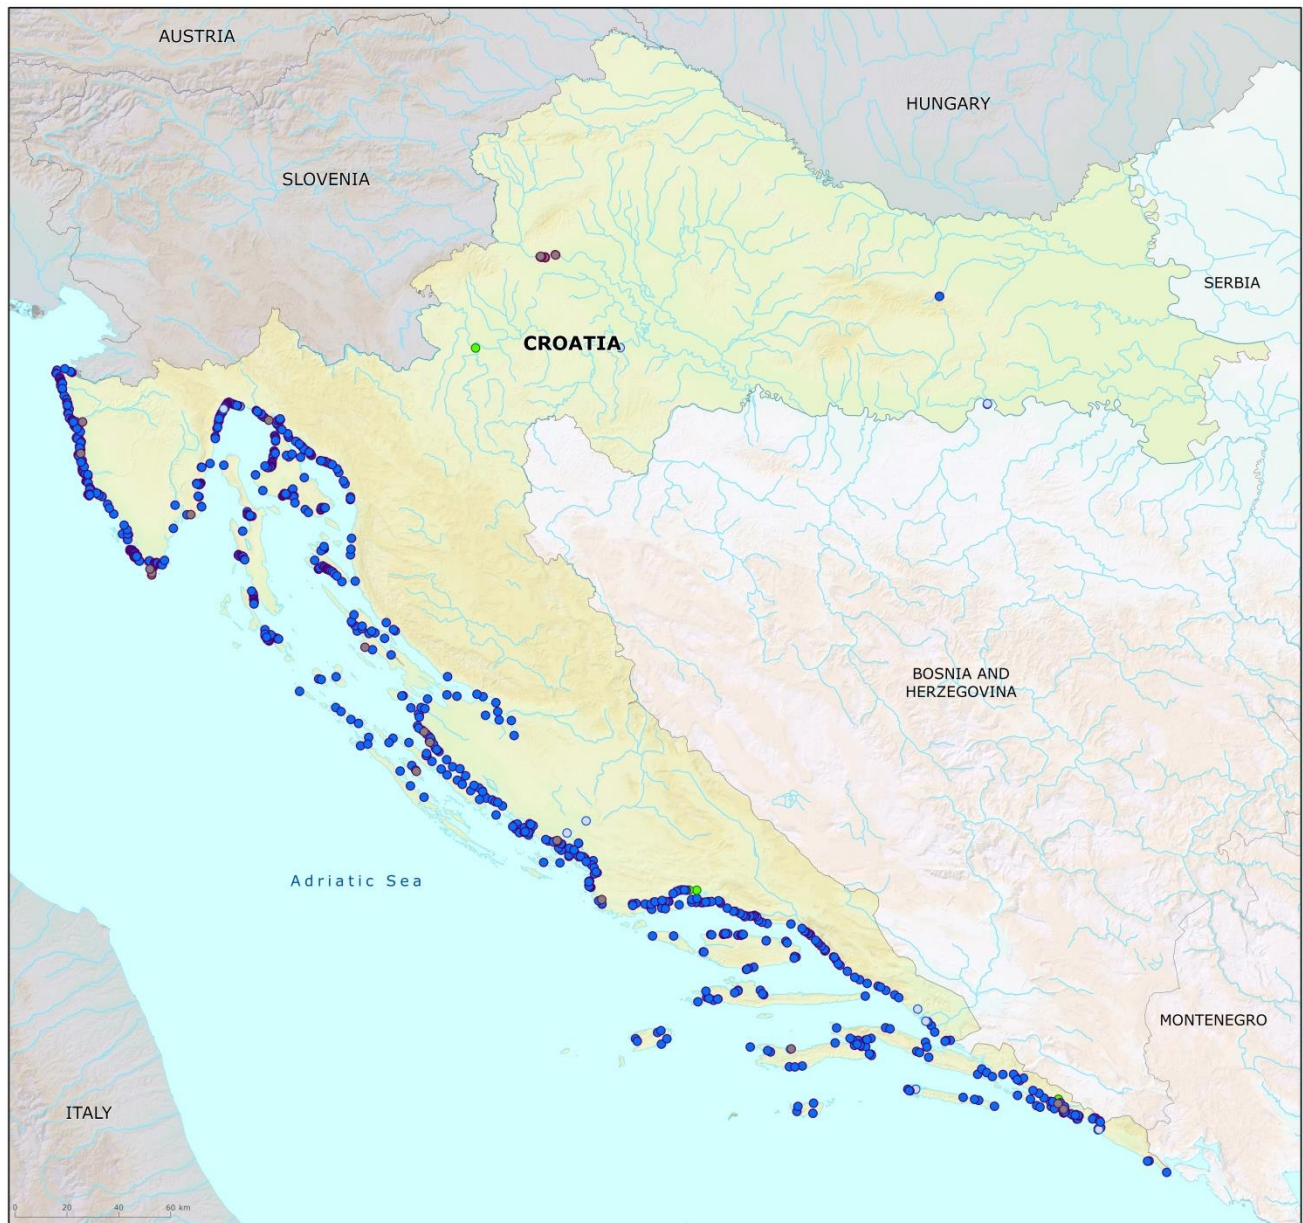 AUSTRIA
HUNGARY
SLOVENIA
SERBIA
CROATIA
BOSNIA AND
HERZEGOVINA
Adriatic Sea
MONTENEGRO
ITALY
0 20 40 60 km